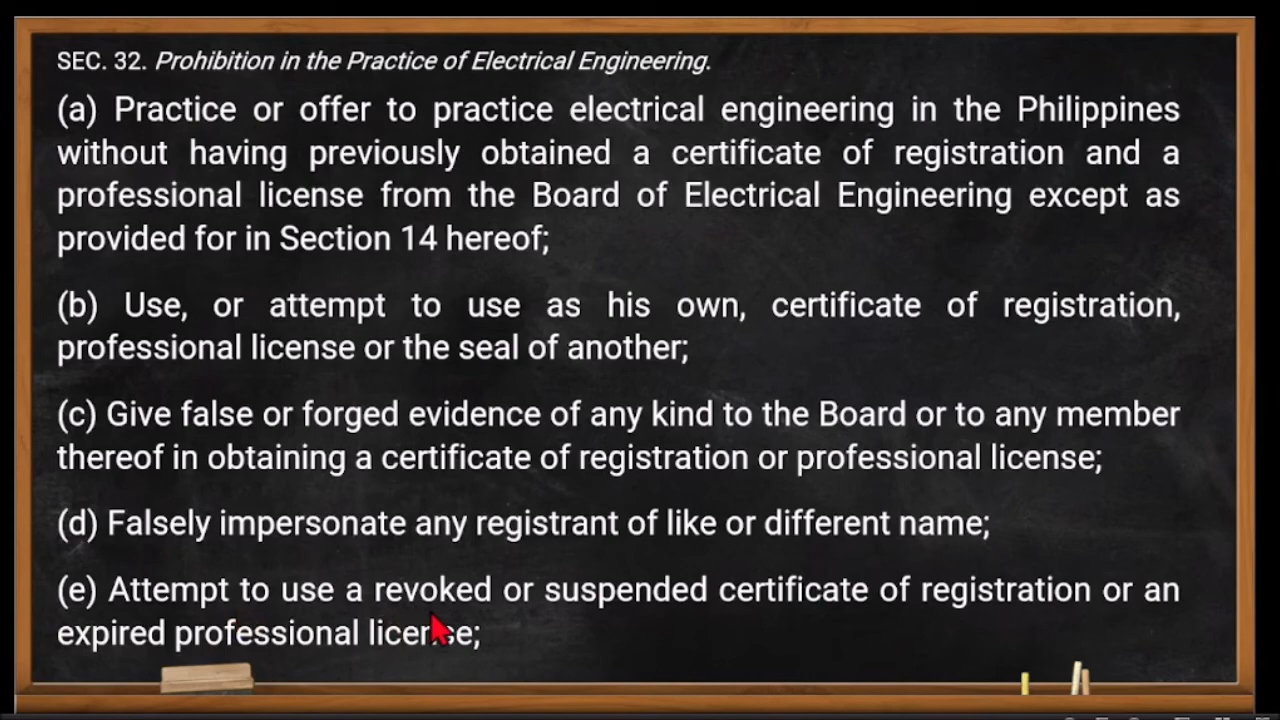 SEC. 32. Prohibition in the Practice of Electrical Engineering.
(a) Practice or offer to practice electrical engineering in the Philippines
without having previously obtained a certificate of registration and a
professional license from the Board of Electrical Engineering except as
provided for in Section 14 hereof;
(b) Use, or attempt to use as his own, certificate of registration,
professional license or the seal of another;
(c) Give false or forged evidence of any kind to the Board or to any member
thereof in obtaining a certificate of registration or professional license;
(d) Falsely impersonate any registrant of like or different name;
(e) Attempt to use a revoked or suspended certificate of registration or an
expired professional license;